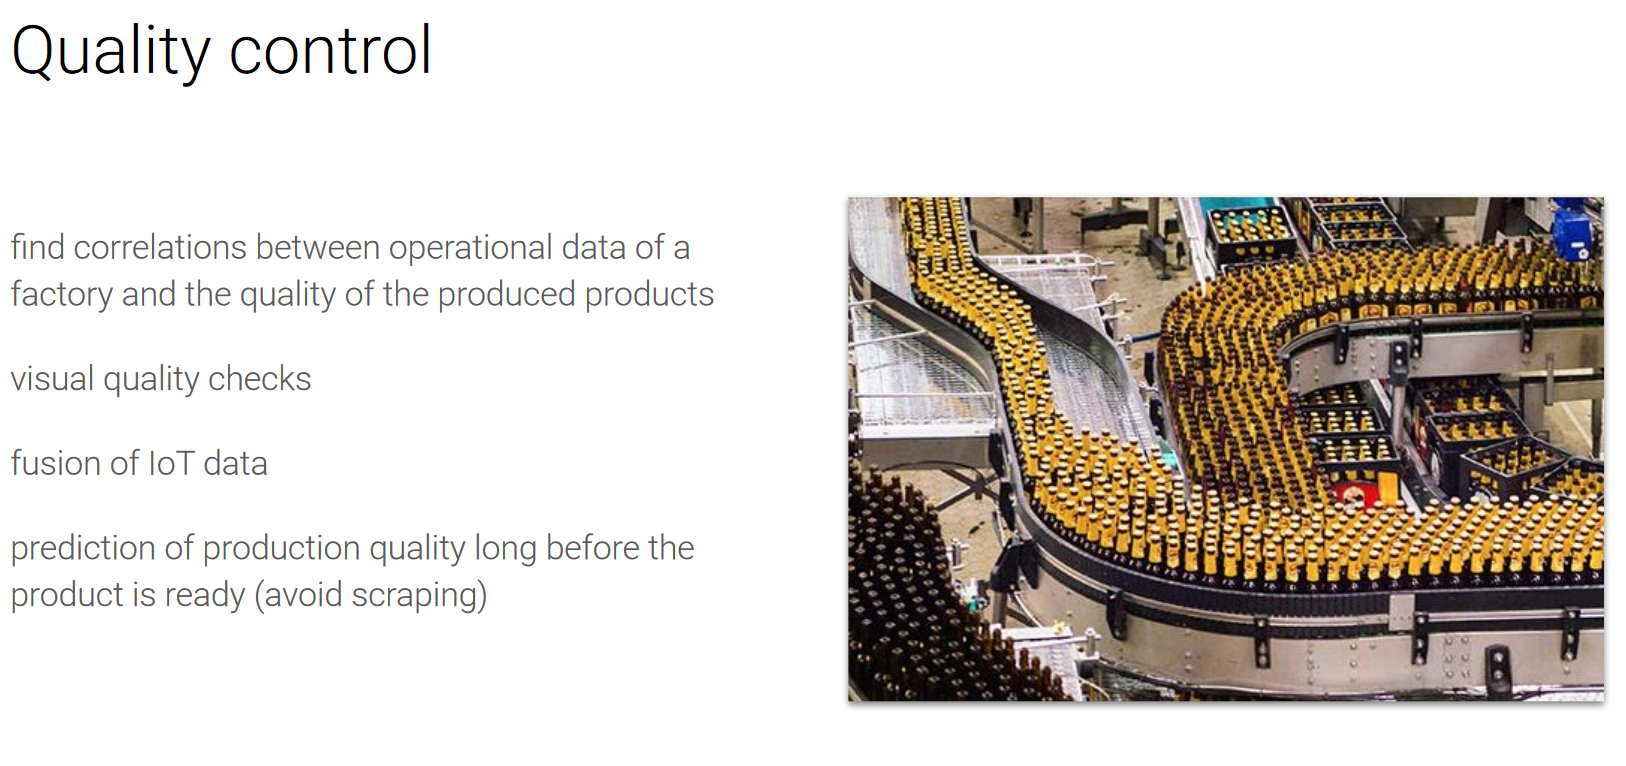 Quality control
find correlations between operational data of a
factory and the quality of the produced products
visual quality checks
fusion of IoT data
prediction of production quality long before the
product is ready (avoid scraping)